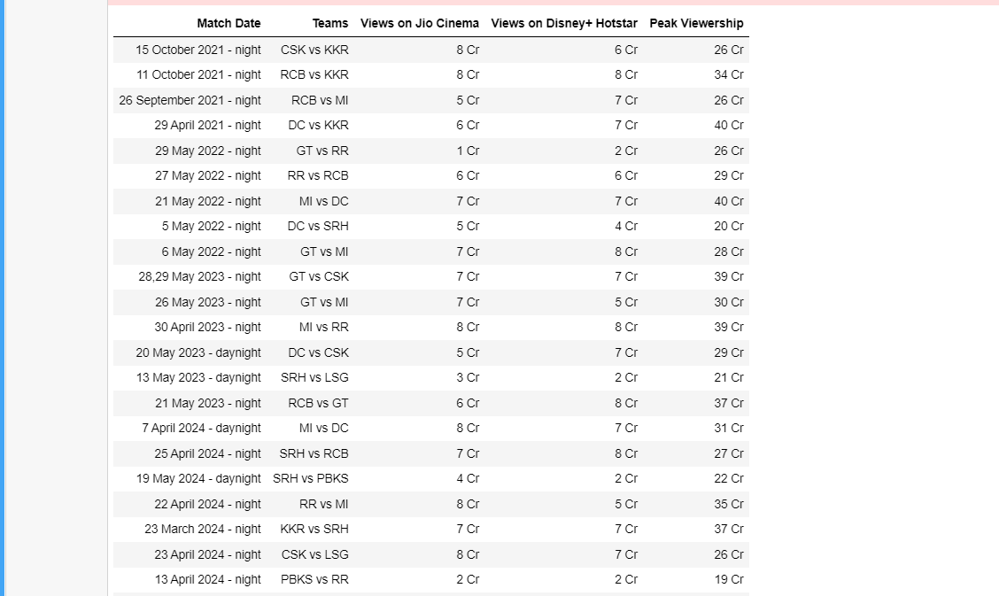 Match Date Teams Views on Jio Cinema Views on Disney+ Hotstar Peak Viewership
15 October 2021 - night CSK vs KKR 8 Cr 6 Cr 26 Cr
11 October 2021 - night RCB vs KKR 8 Cr 8 Cr 34 Cr
26 September 2021 - night RCB vs MI 5 Cr 7 Cr 26 Cr
29 April 2021 - night DC vs KKR 6 Cr 7 Cr 40 Cr
29 May 2022 - night GT vs RR 1 Cr 2 Cr 26 Cr
27 May 2022 - night RR vs RCB 6 Cr 6 Cr 29 Cr
21 May 2022 - night MI vs DC 7 Cr 7 Cr 40 Cr
5 May 2022 - night DC vs SRH 5 Cr 4 Cr 20 Cr
6 May 2022 - night GT vs MI 7 Cr 8 Cr 28 Cr
28,29 May 2023 - night GT vs CSK 7 Cr 7 Cr 39 Cr
26 May 2023 - night GT vs MI 7 Cr 5 Cr 30 Cr
30 April 2023 - night MI vs RR 8 Cr 8 Cr 39 Cr
20 May 2023 - daynight DC vs CSK 5 Cr 7 Cr 29 Cr
13 May 2023 - daynight SRH vs LSG 3 Cr 2 Cr 21 Cr
21 May 2023 - night RCB vs GT 6 Cr 8 Cr 37 Cr
7 April 2024 - daynight MI vs DC 8 Cr 7 Cr 31 Cr
25 April 2024 - night SRH vs RCB 7 Cr 8 Cr 27 Cr
19 May 2024 - daynight SRH vs PBKS 4 Cr 2 Cr 22 Cr
22 April 2024 - night RR vs MI 8 Cr 5 Cr 35 Cr
23 March 2024 - night KKR vs SRH 7 Cr 7 Cr 37 Cr
23 April 2024 - night CSK vs LSG 8 Cr 7 Cr 26 Cr
13 April 2024 - night PBKS vs RR 2 Cr 2 Cr 19 Cr